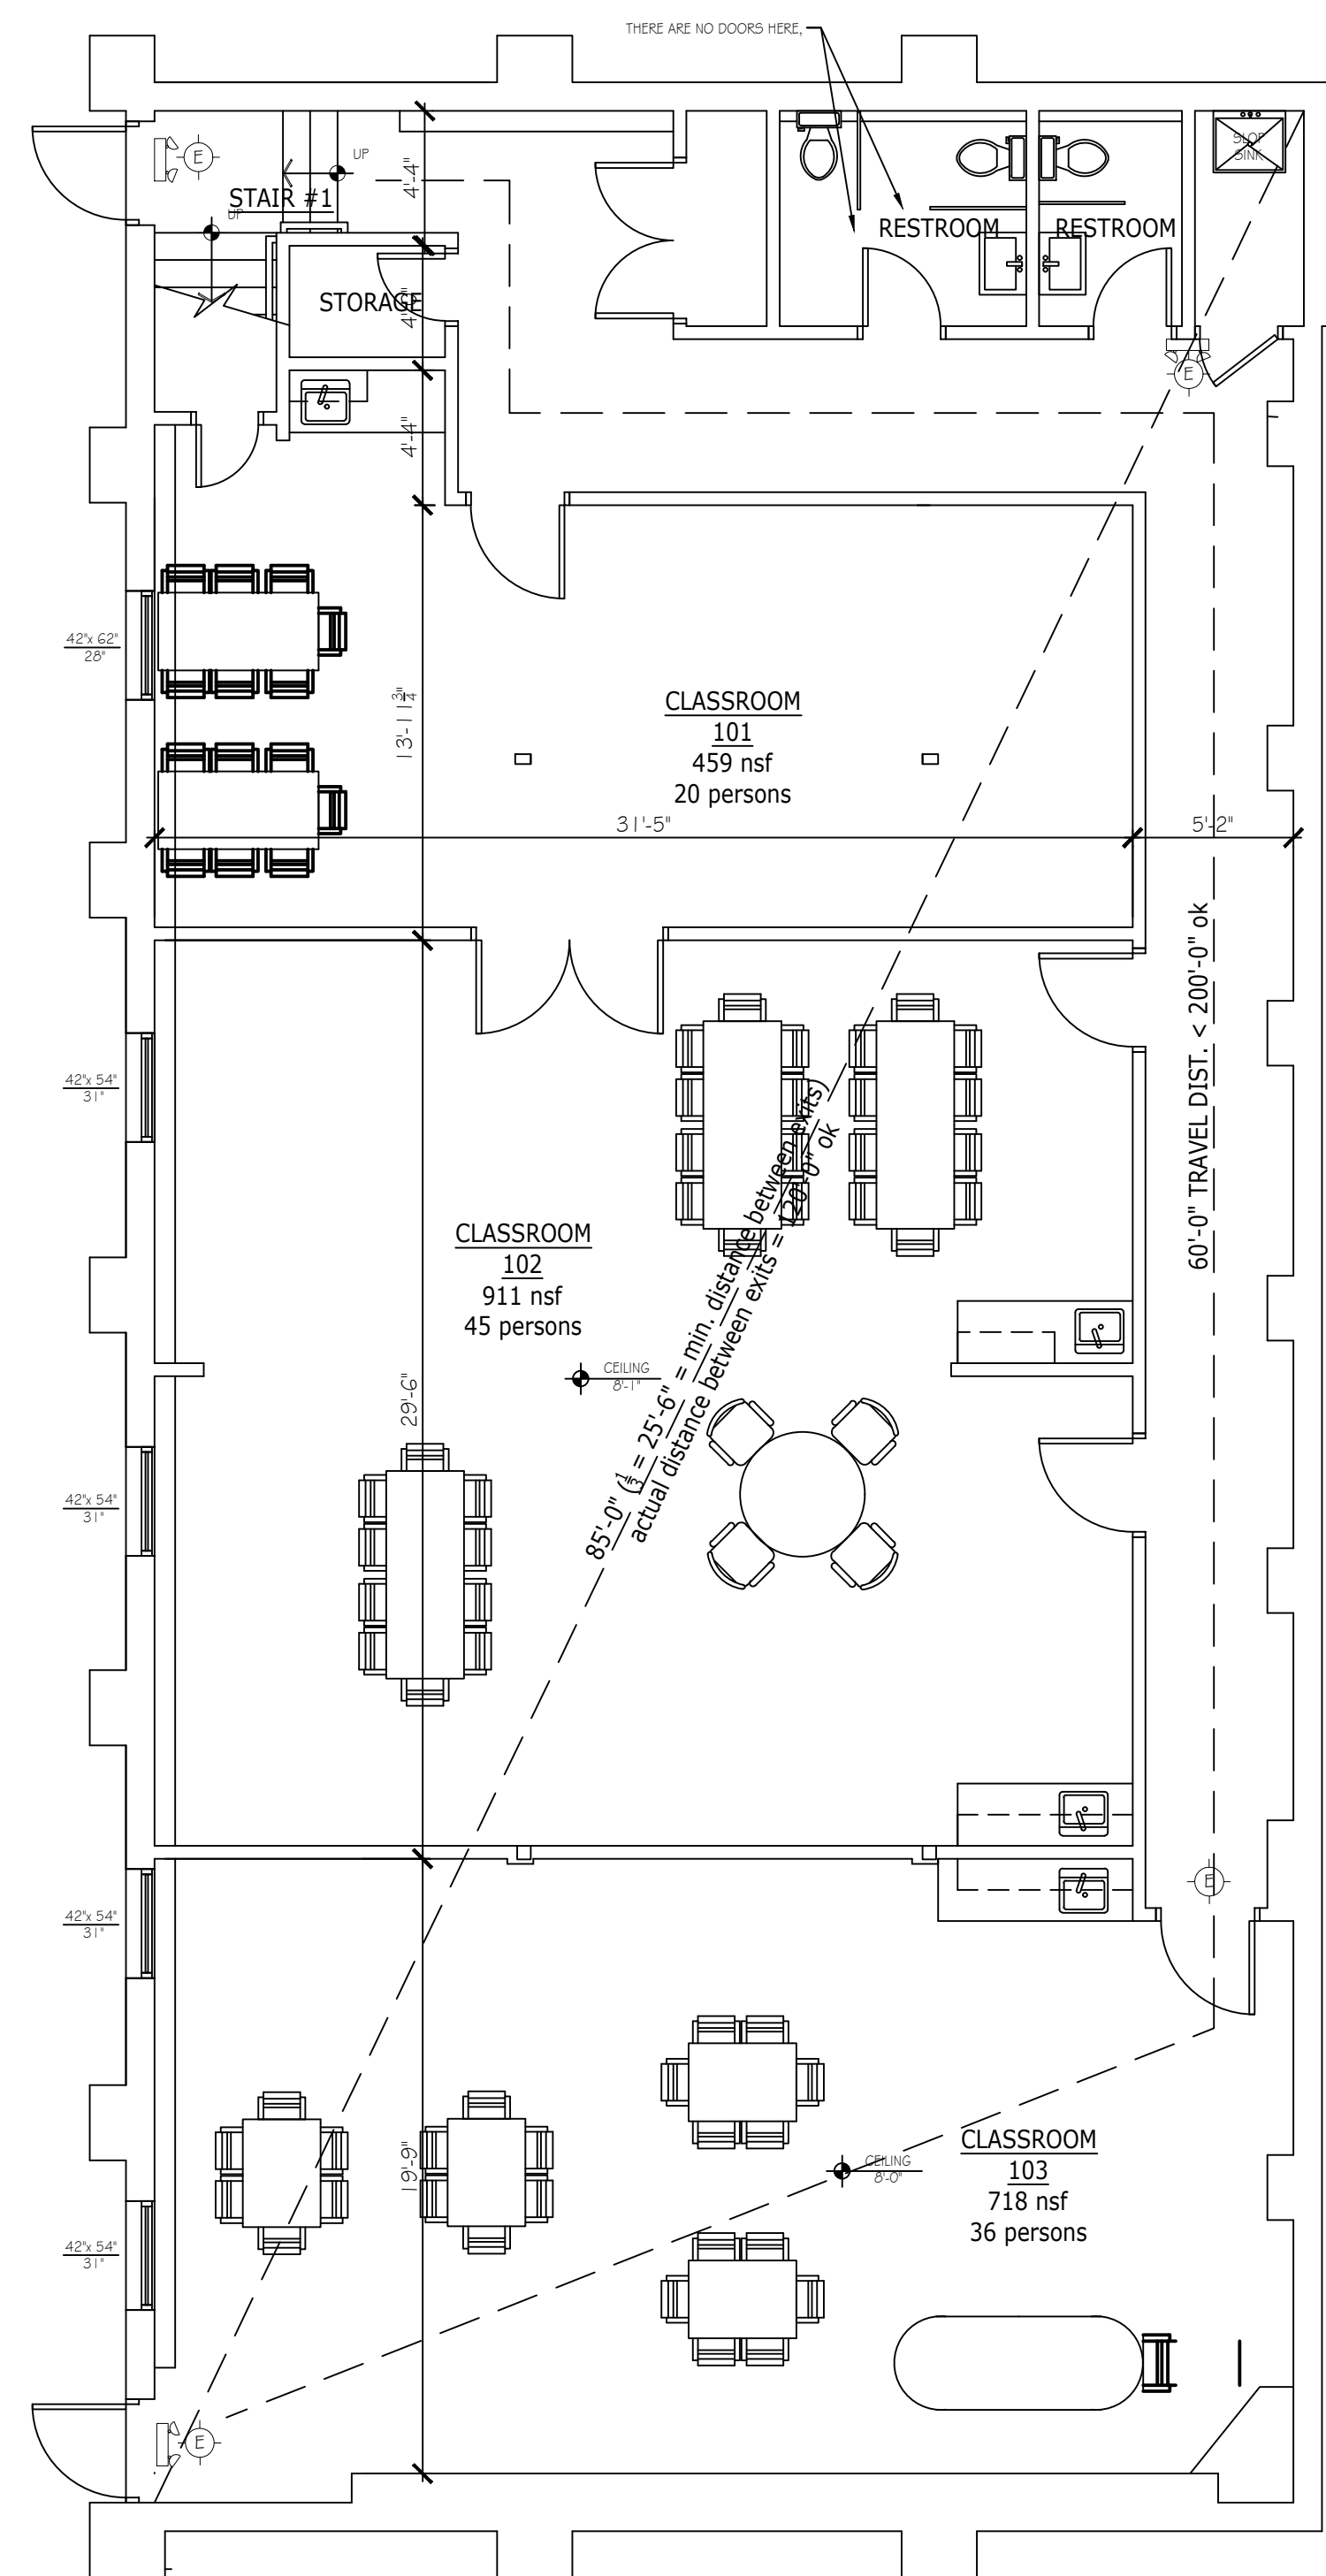 THERE ARE NO DOORS HERE,
E
UP
STAIR #1
UP
4'-4"
SLOP
SINK
RESTROOM
RESTROOM
STORAGE
E
4'-4"
42"x 62"
28"
13'-11 3/4"
CLASSROOM
101
459 nsf
20 persons
31'-5"
5'-2"
60'-0" TRAVEL DIST. < 200'-0" ok
42"x 54"
31"
CLASSROOM
102
911 nsf
45 persons
CEILING
8'-1"
29'-6"
85'-0" (1/3 = 25'-6" = min. distance between exits)
actual distance between exits = 120'-0" ok
42"x 54"
31"
E
42"x 54"
31"
CLASSROOM
103
718 nsf
36 persons
CEILING
8'-0"
19'-9"
42"x 54"
31"
E